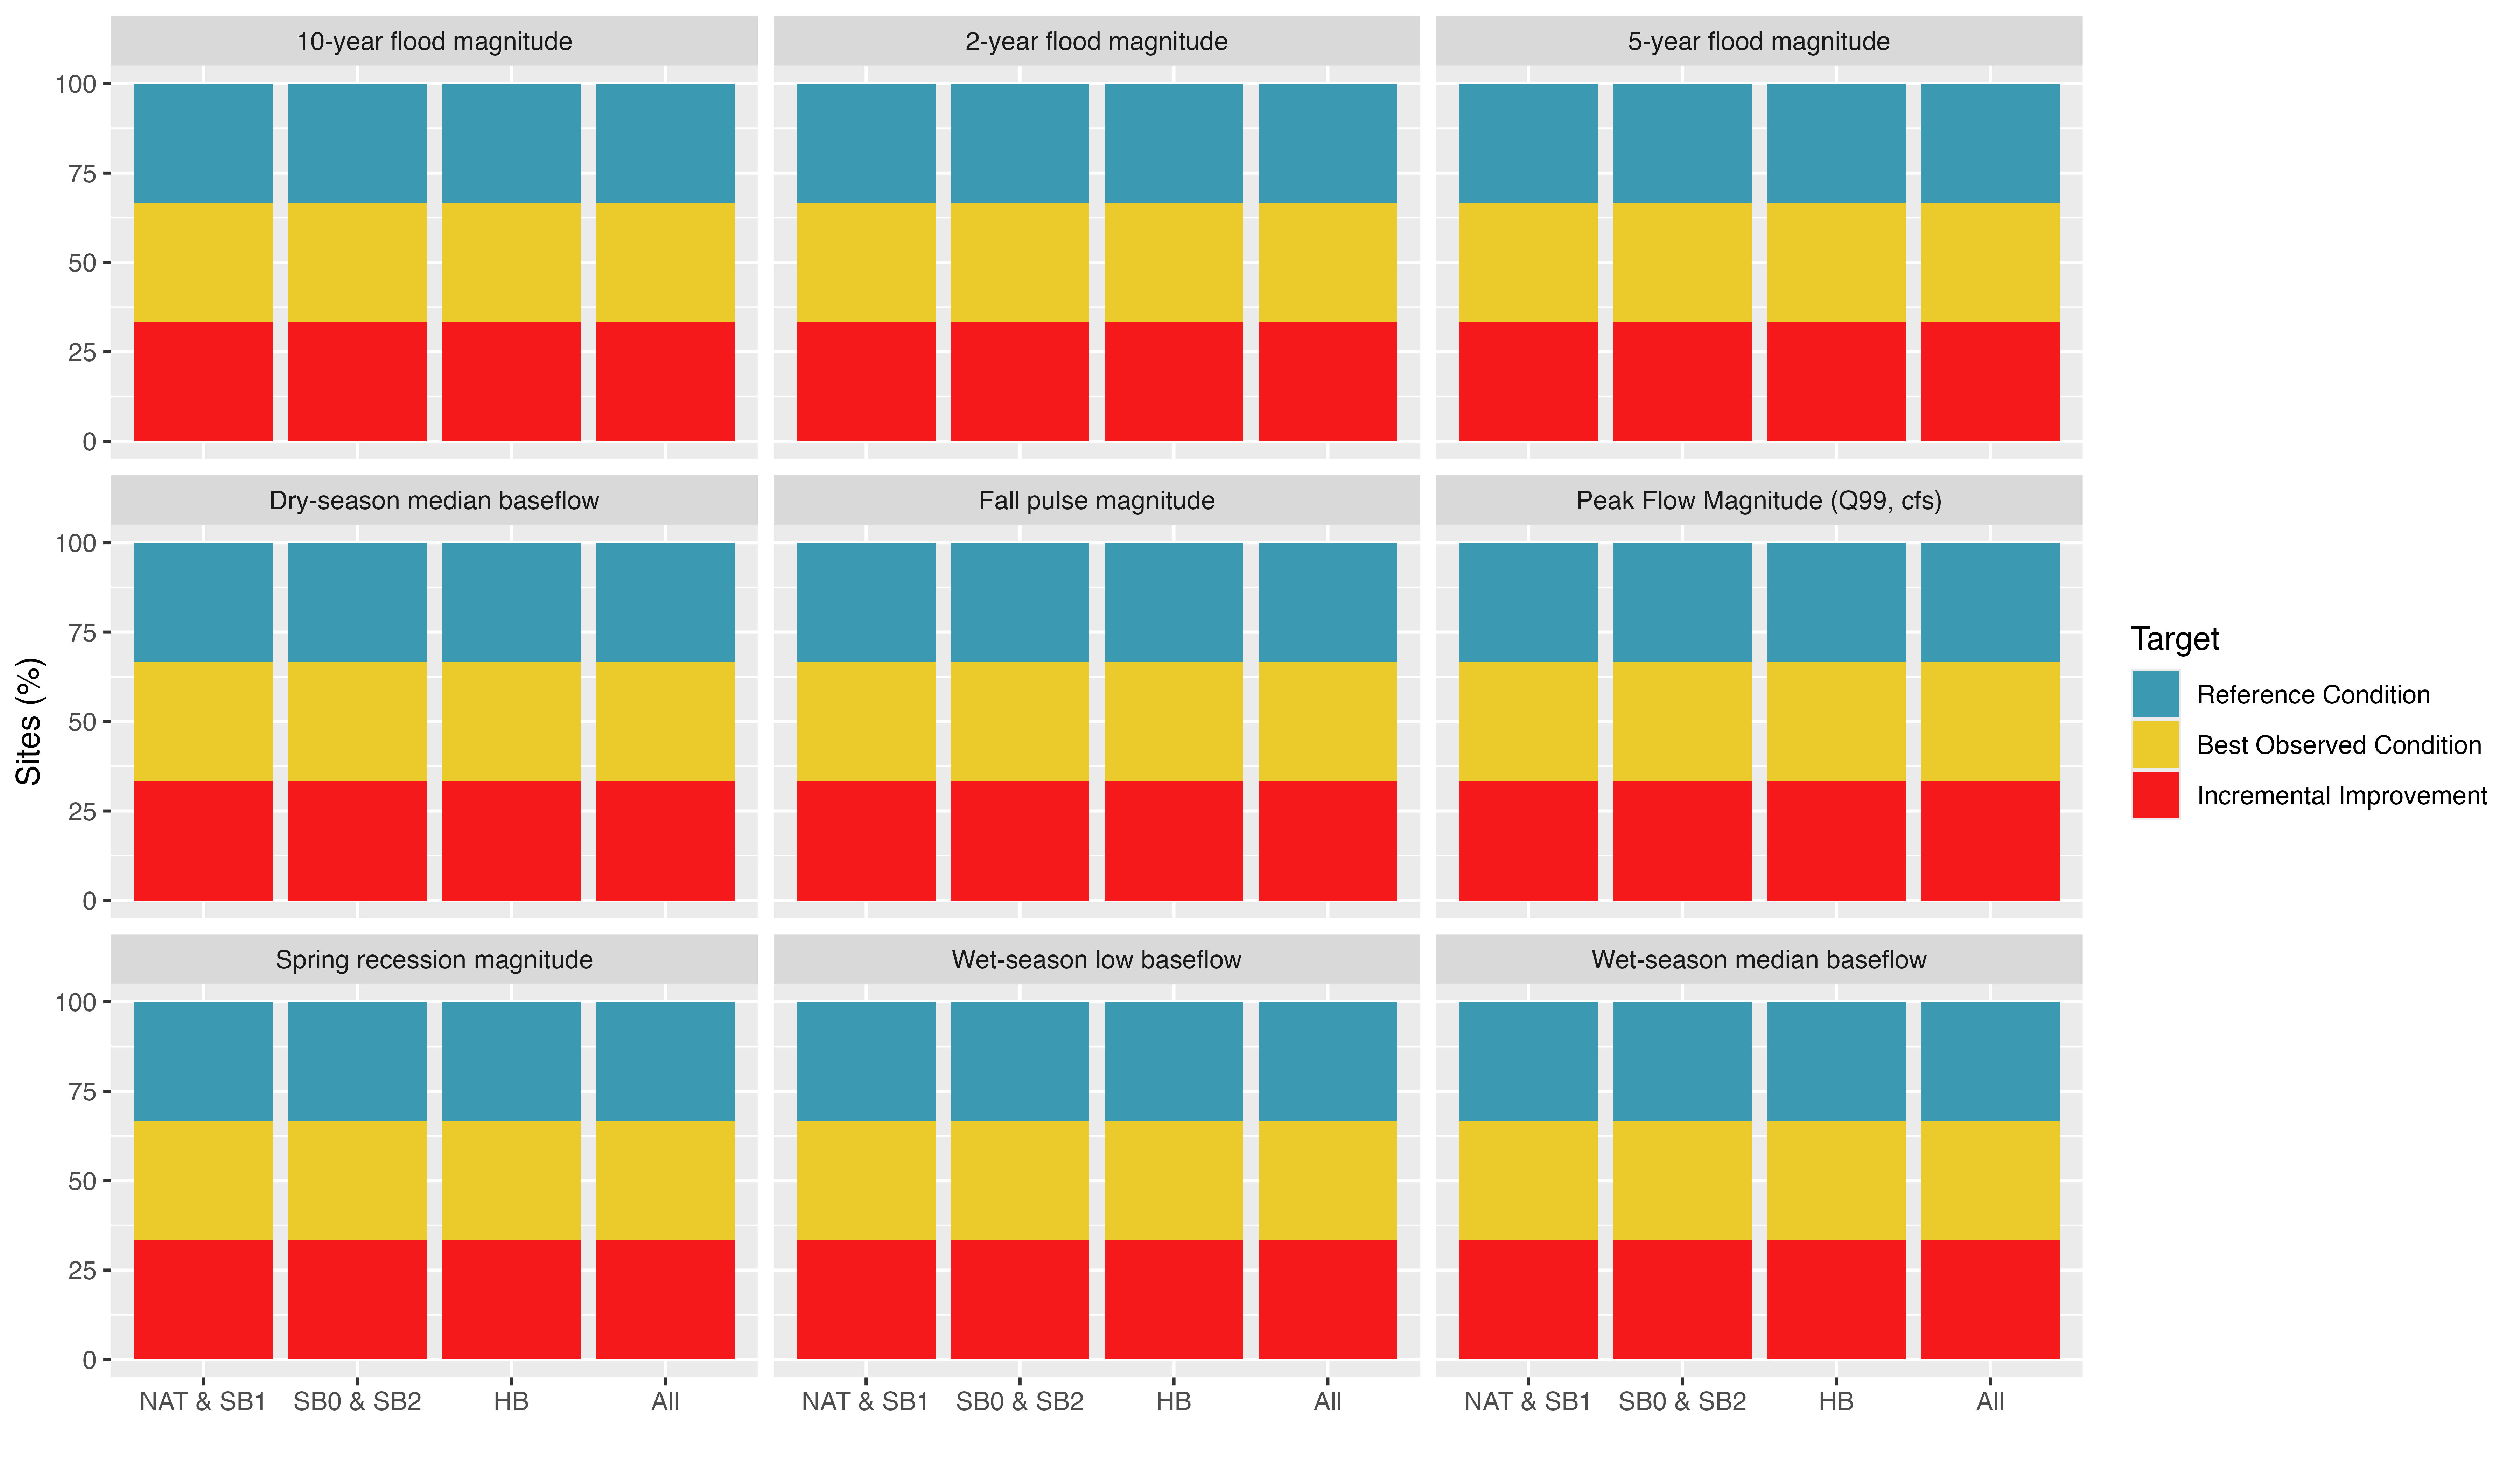 10-year flood magnitude
2-year flood magnitude
5-year flood magnitude
100
75
50
25
0
Dry-season median baseflow
Fall pulse magnitude
Peak Flow Magnitude (Q99, cfs)
100
75
50
25
0
Spring recession magnitude
Wet-season low baseflow
Wet-season median baseflow
100
75
50
25
0
NAT & SB1 SB0 & SB2 HB All
NAT & SB1 SB0 & SB2 HB All
NAT & SB1 SB0 & SB2 HB All
Sites (%)
Target
Reference Condition
Best Observed Condition
Incremental Improvement